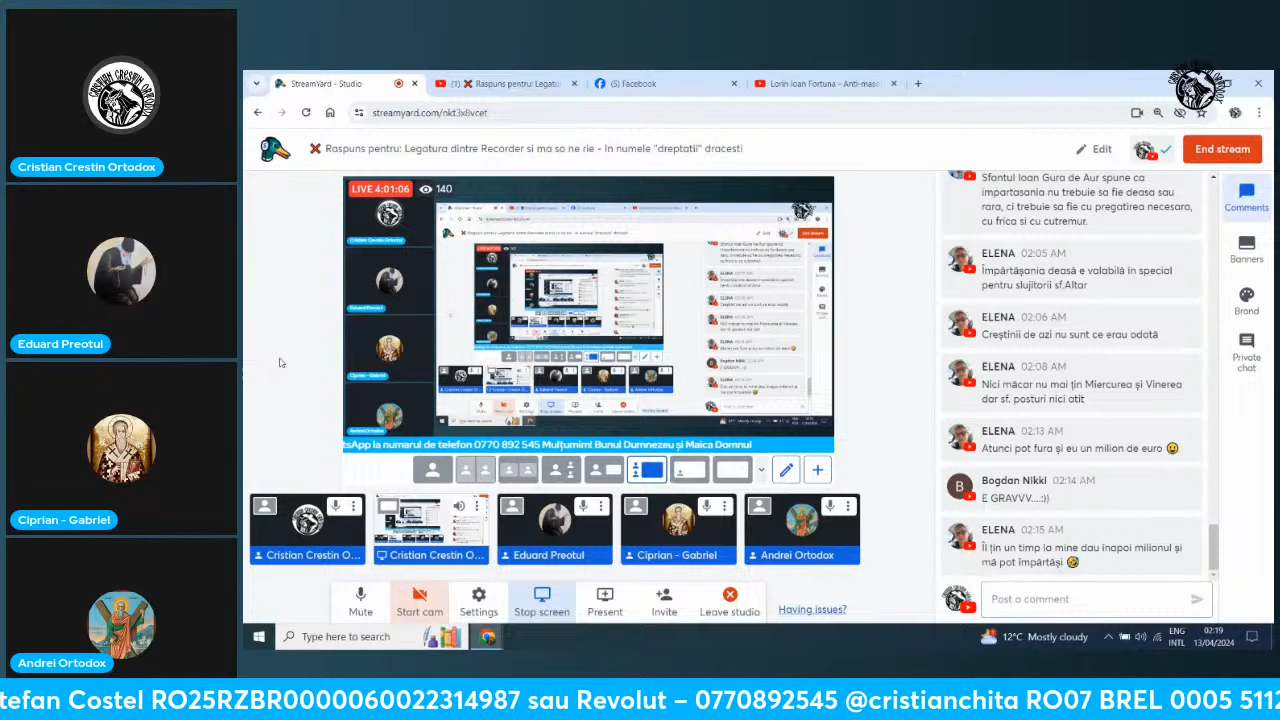 CRISTIAN CRESTIN ORTODOX
Cristian Crestin Ortodox
Eduard Preotul
Ciprian - Gabriel
Andrei Ortodox
StreamYard - Studio
(1) ❌ Raspuns pentru: Legatu
(5) Facebook
Lorin Ioan Fortuna - Anti-maso
streamyard.com/nkt3x8vcet
❌ Raspuns pentru: Legatura dintre Recorder si ma so ne rie - In numele "dreptatii" dracesti
Edit
End stream
LIVE 4:01:06
140
tsApp la numarul de telefon 0770 892 545 Mulțumim! Bunul Dumnezeu și Maica Domnul
Cristian Crestin O...
Cristian Crestin O...
Eduard Preotul
Ciprian - Gabriel
Andrei Ortodox
Mute
Start cam
Settings
Stop screen
Present
Invite
Leave studio
Having issues?
Sfantul Ioan Gura de Aur spune ca
impartasania nu trebuie sa fie deasa sau
rara, ci trebuie sa fie cu pregatirea necesara,
cu frica si cu cutremur.
ELENA 02:05 AM
Împărtășania deasă e valabilă în special
pentru slujitorii sf.Altar
ELENA 02:06 AM
Creștinii de azi nu sunt ce erau odată
ELENA 02:08 AM
Nici măcar nu mai țin Miercurea și Vinerea
dar sf. posturi nici atit
ELENA 02:13 AM
Atunci pot fura și eu un milion de euro
Bogdan Nikki 02:14 AM
E GRAVVV....:))
ELENA 02:15 AM
Îl țin un timp la mine dau înapoi milionul și
mă pot împărtăși
Post a comment
Comments
Banners
Brand
Private
chat
Type here to search
12°C Mostly cloudy
ENG
INTL
02:19
13/04/2024
tefan Costel RO25RZBR0000060022314987 sau Revolut – 0770892545 @cristianchita RO07 BREL 0005 5112